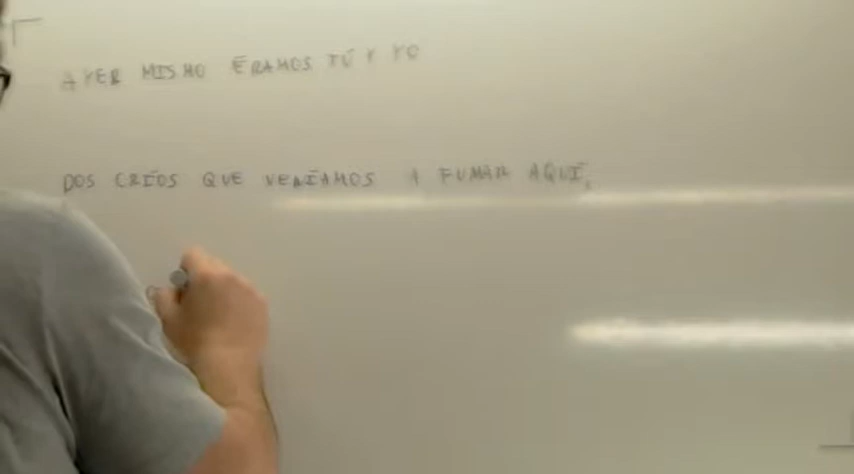 AYER MISMO ÉRAMOS TÚ Y YO
DOS CRÍOS QUE VENÍAMOS A FUMAR AQUÍ,